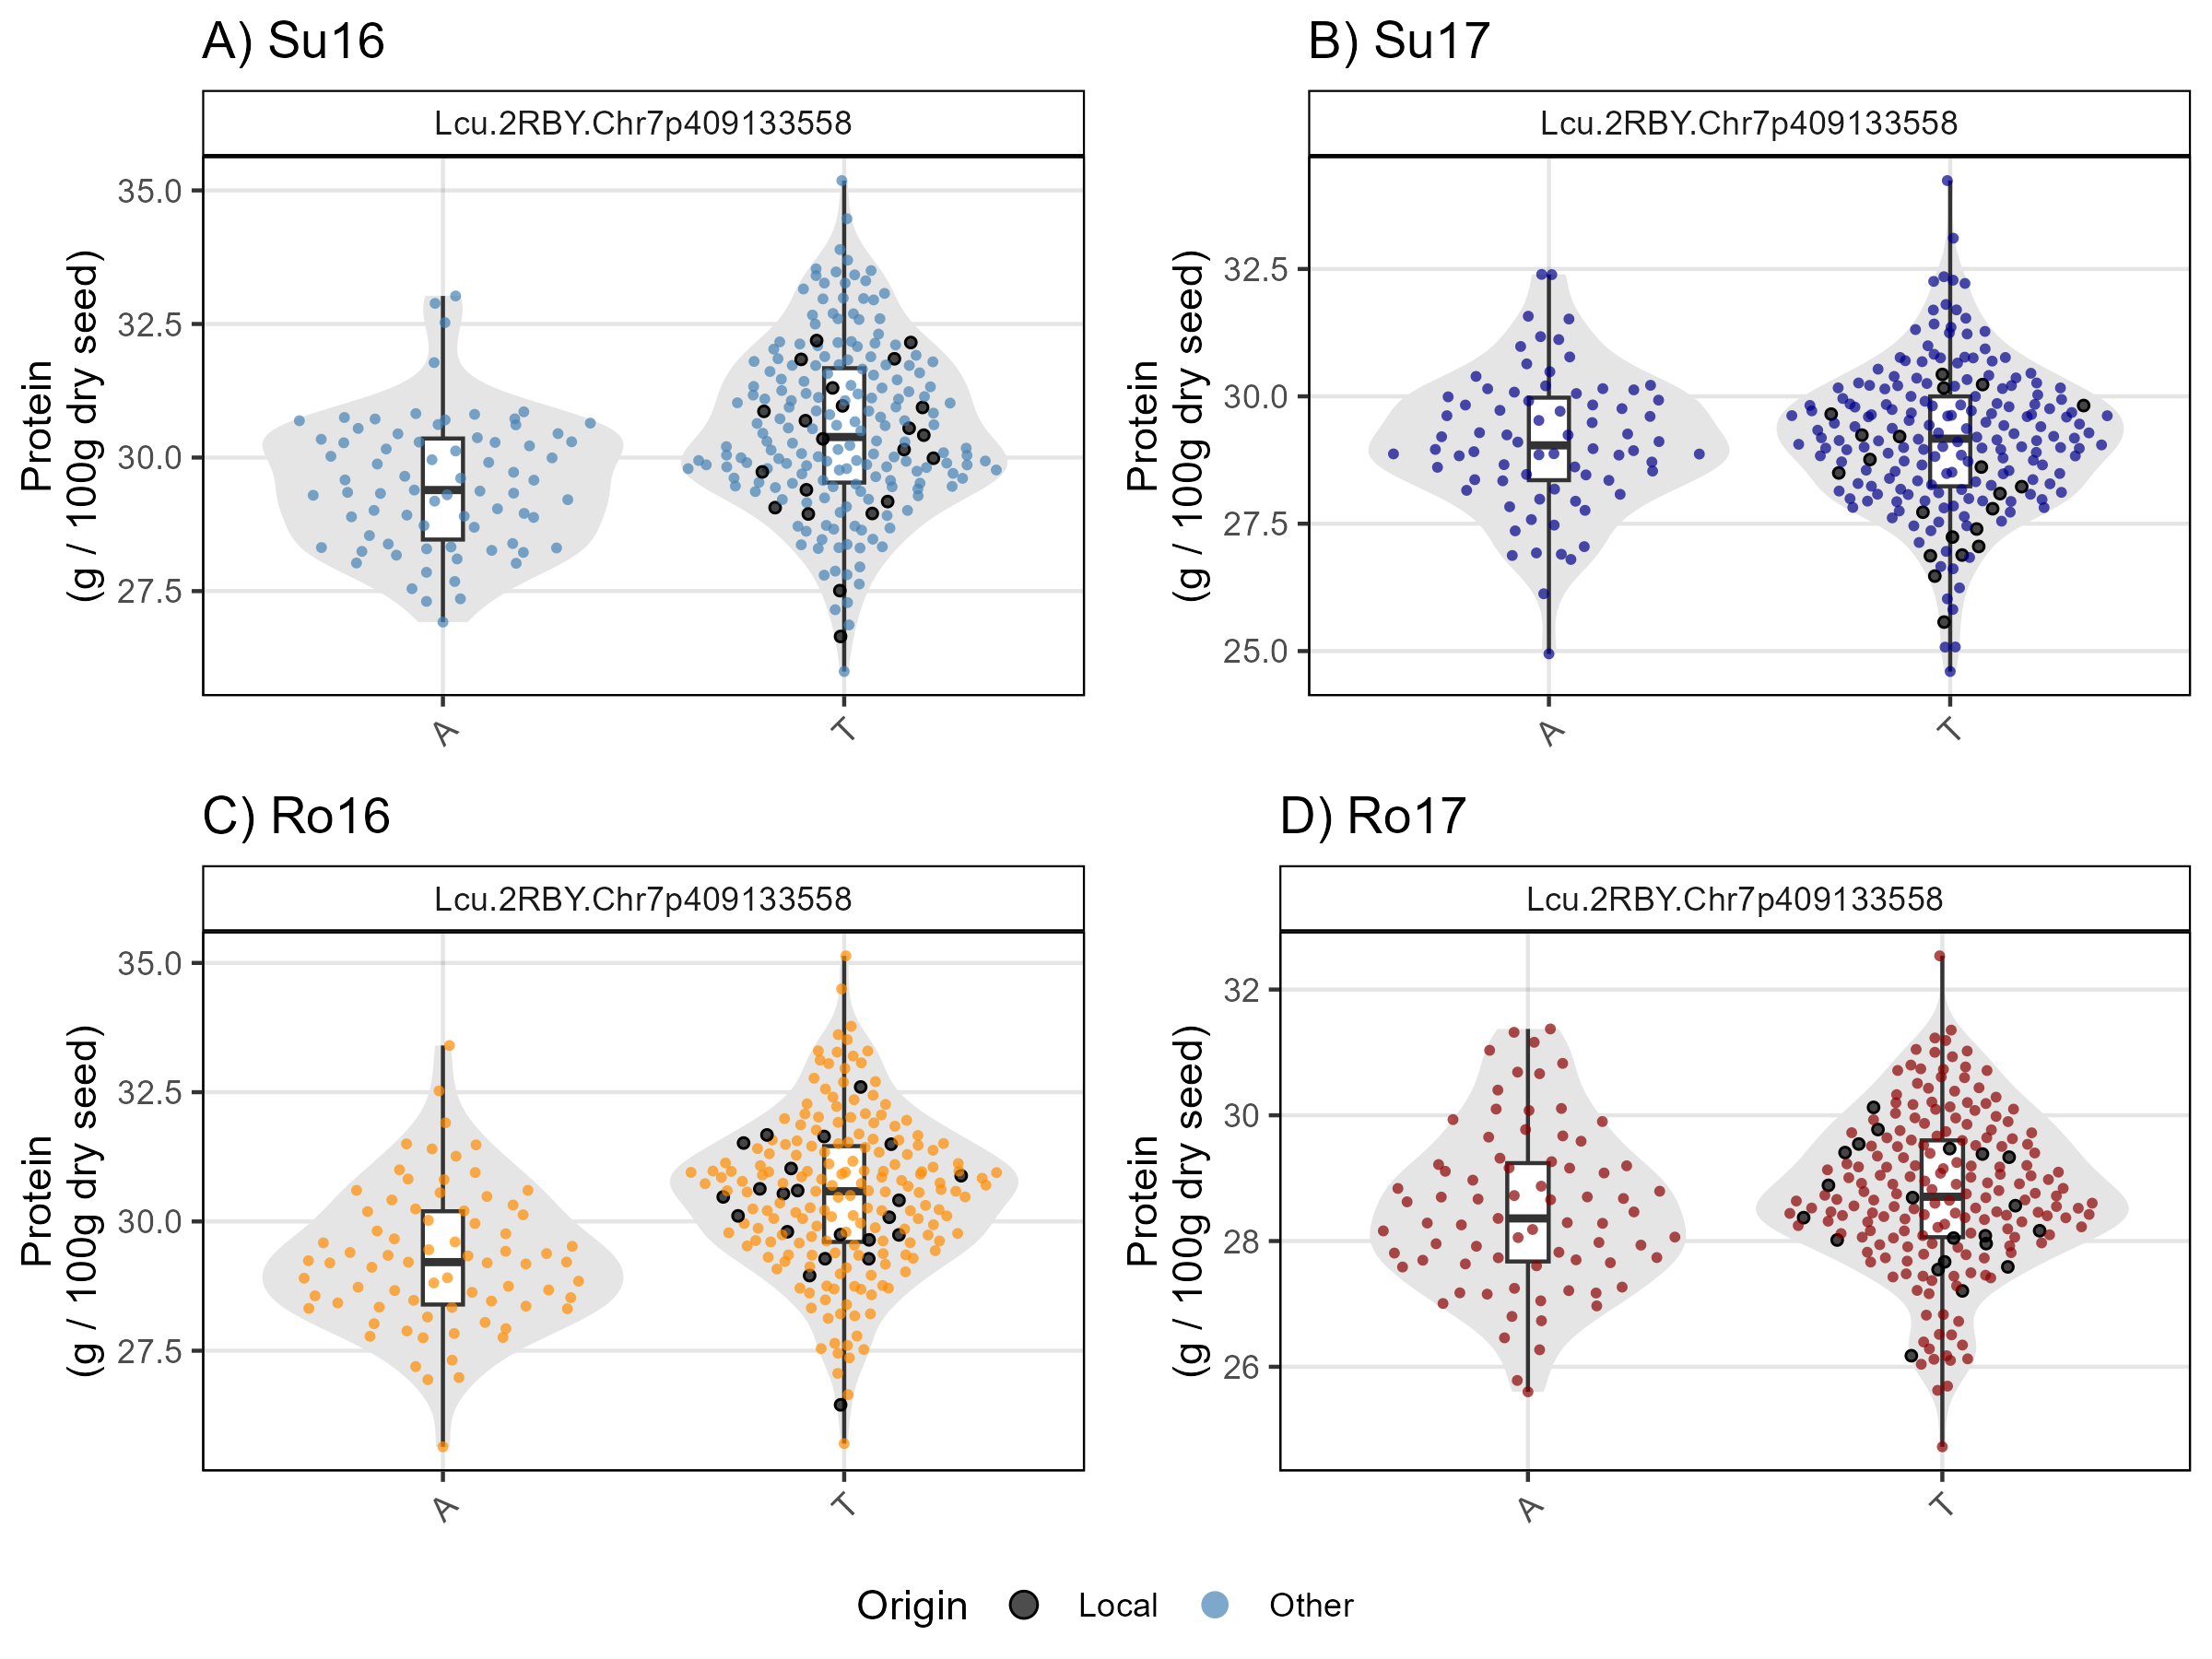 A) Su16
Lcu.2RBY.Chr7p409133558
Protein
(g / 100g dry seed)
35.0
32.5
30.0
27.5
A
T
B) Su17
Lcu.2RBY.Chr7p409133558
Protein
(g / 100g dry seed)
32.5
30.0
27.5
25.0
A
T
C) Ro16
Lcu.2RBY.Chr7p409133558
Protein
(g / 100g dry seed)
35.0
32.5
30.0
27.5
A
T
D) Ro17
Lcu.2RBY.Chr7p409133558
Protein
(g / 100g dry seed)
32
30
28
26
A
T
Origin Local Other